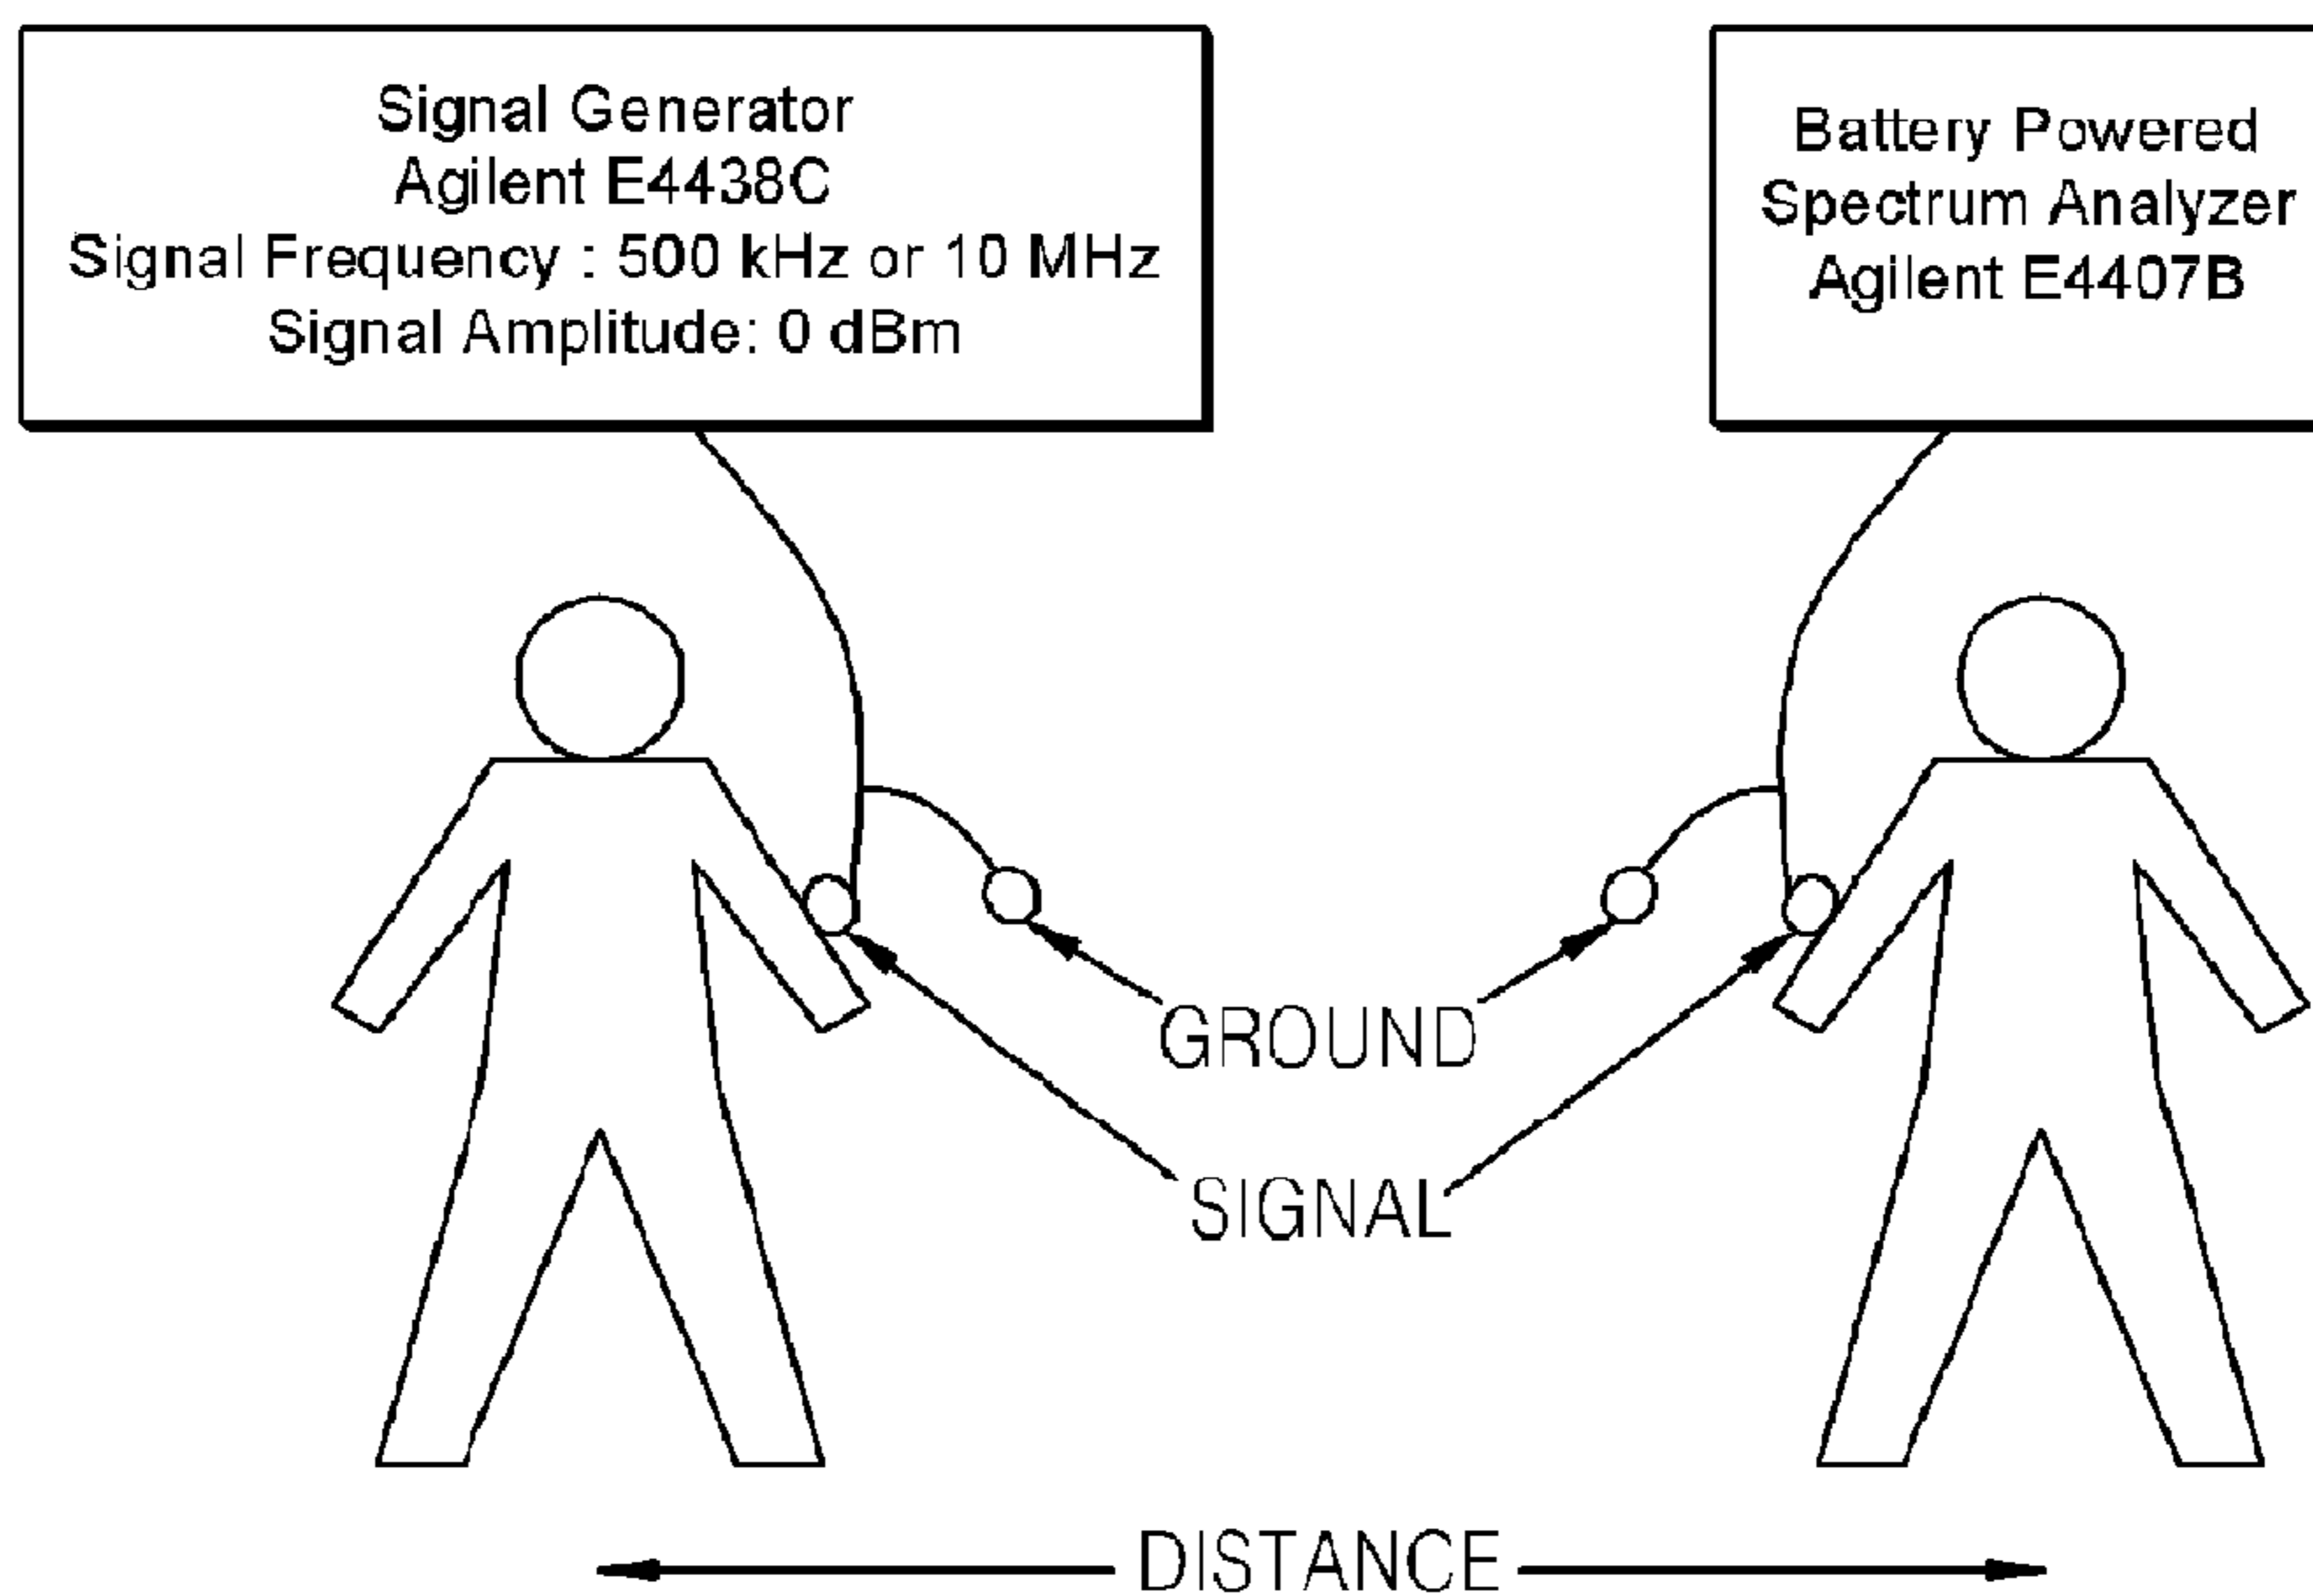 Signal Generator
Agilent E4438C
Signal Frequency : 500 kHz or 10 MHz
Signal Amplitude: 0 dBm
Battery Powered
Spectrum Analyzer
Agilent E4407B
GROUND
SIGNAL
DISTANCE